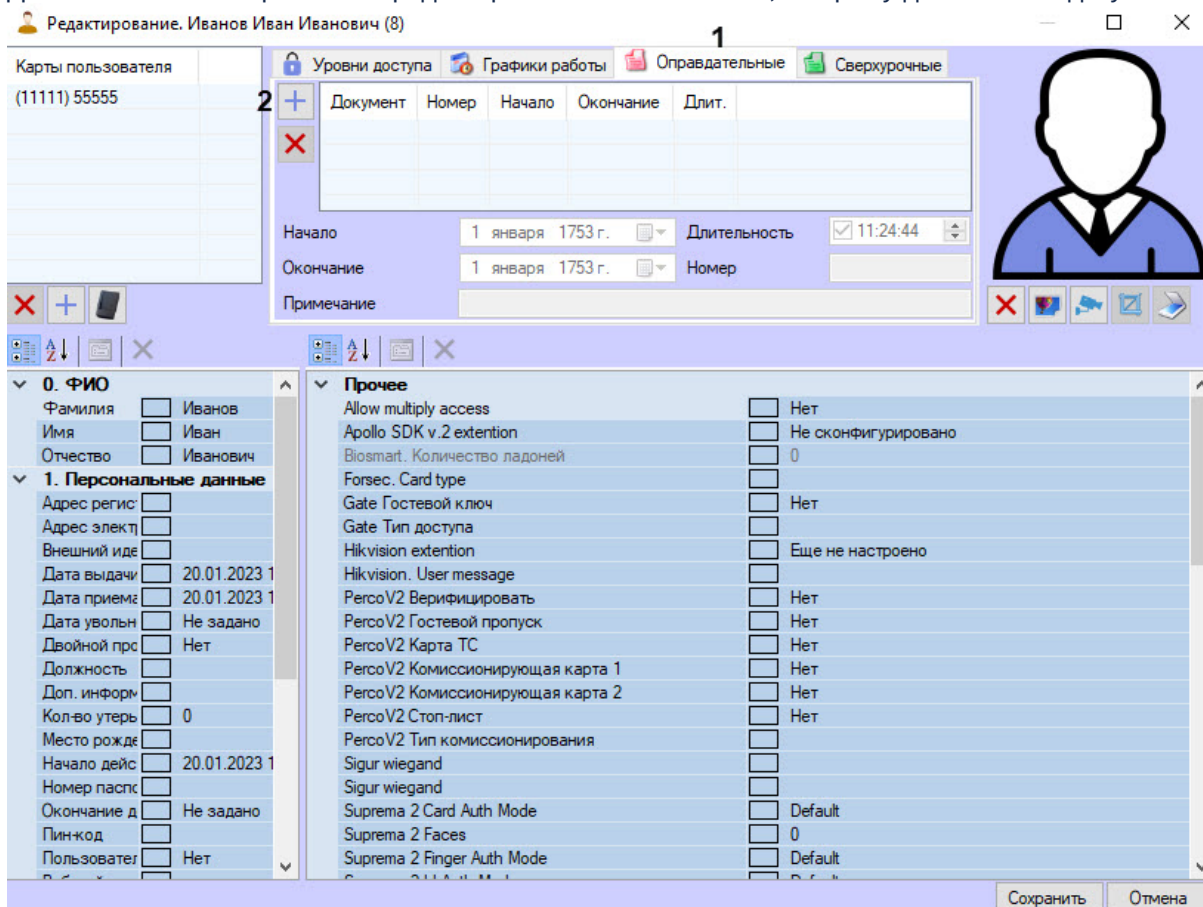 Редактирование. Иванов Иван Иванович (8)
1
Карты пользователя
(11111) 55555
Уровни доступа Графики работы Оправдательные Сверхурочные
2
Документ Номер Начало Окончание Длит.
Начало 1 января 1753 г. Длительность 11:24:44
Окончание 1 января 1753 г. Номер
Примечание
0. ФИО
Фамилия Иванов
Имя Иван
Отчество Иванович
1. Персональные данные
Адрес регис
Адрес элект
Внешний иде
Дата выдачи 20.01.2023 1
Дата приема 20.01.2023 1
Дата увольн Не задано
Двойной про Нет
Должность
Доп. информ
Кол-во утерь 0
Место рожде
Начало дейс 20.01.2023 1
Номер паспо
Окончание д Не задано
Пин-код
Пользовател Нет
Прочее
Allow multiply access Нет
Apollo SDK v.2 extention Не сконфигурировано
Biosmart. Количество ладоней 0
Forsec. Card type
Gate Гостевой ключ Нет
Gate Тип доступа
Hikvision extention Еще не настроено
Hikvision. User message
PercoV2 Верифицировать Нет
PercoV2 Гостевой пропуск Нет
PercoV2 Карта ТС Нет
PercoV2 Комиссионирующая карта 1 Нет
PercoV2 Комиссионирующая карта 2 Нет
PercoV2 Стоп-лист Нет
PercoV2 Тип комиссионирования
Sigur wiegand
Sigur wiegand
Suprema 2 Card Auth Mode Default
Suprema 2 Faces 0
Suprema 2 Finger Auth Mode Default
Сохранить Отмена